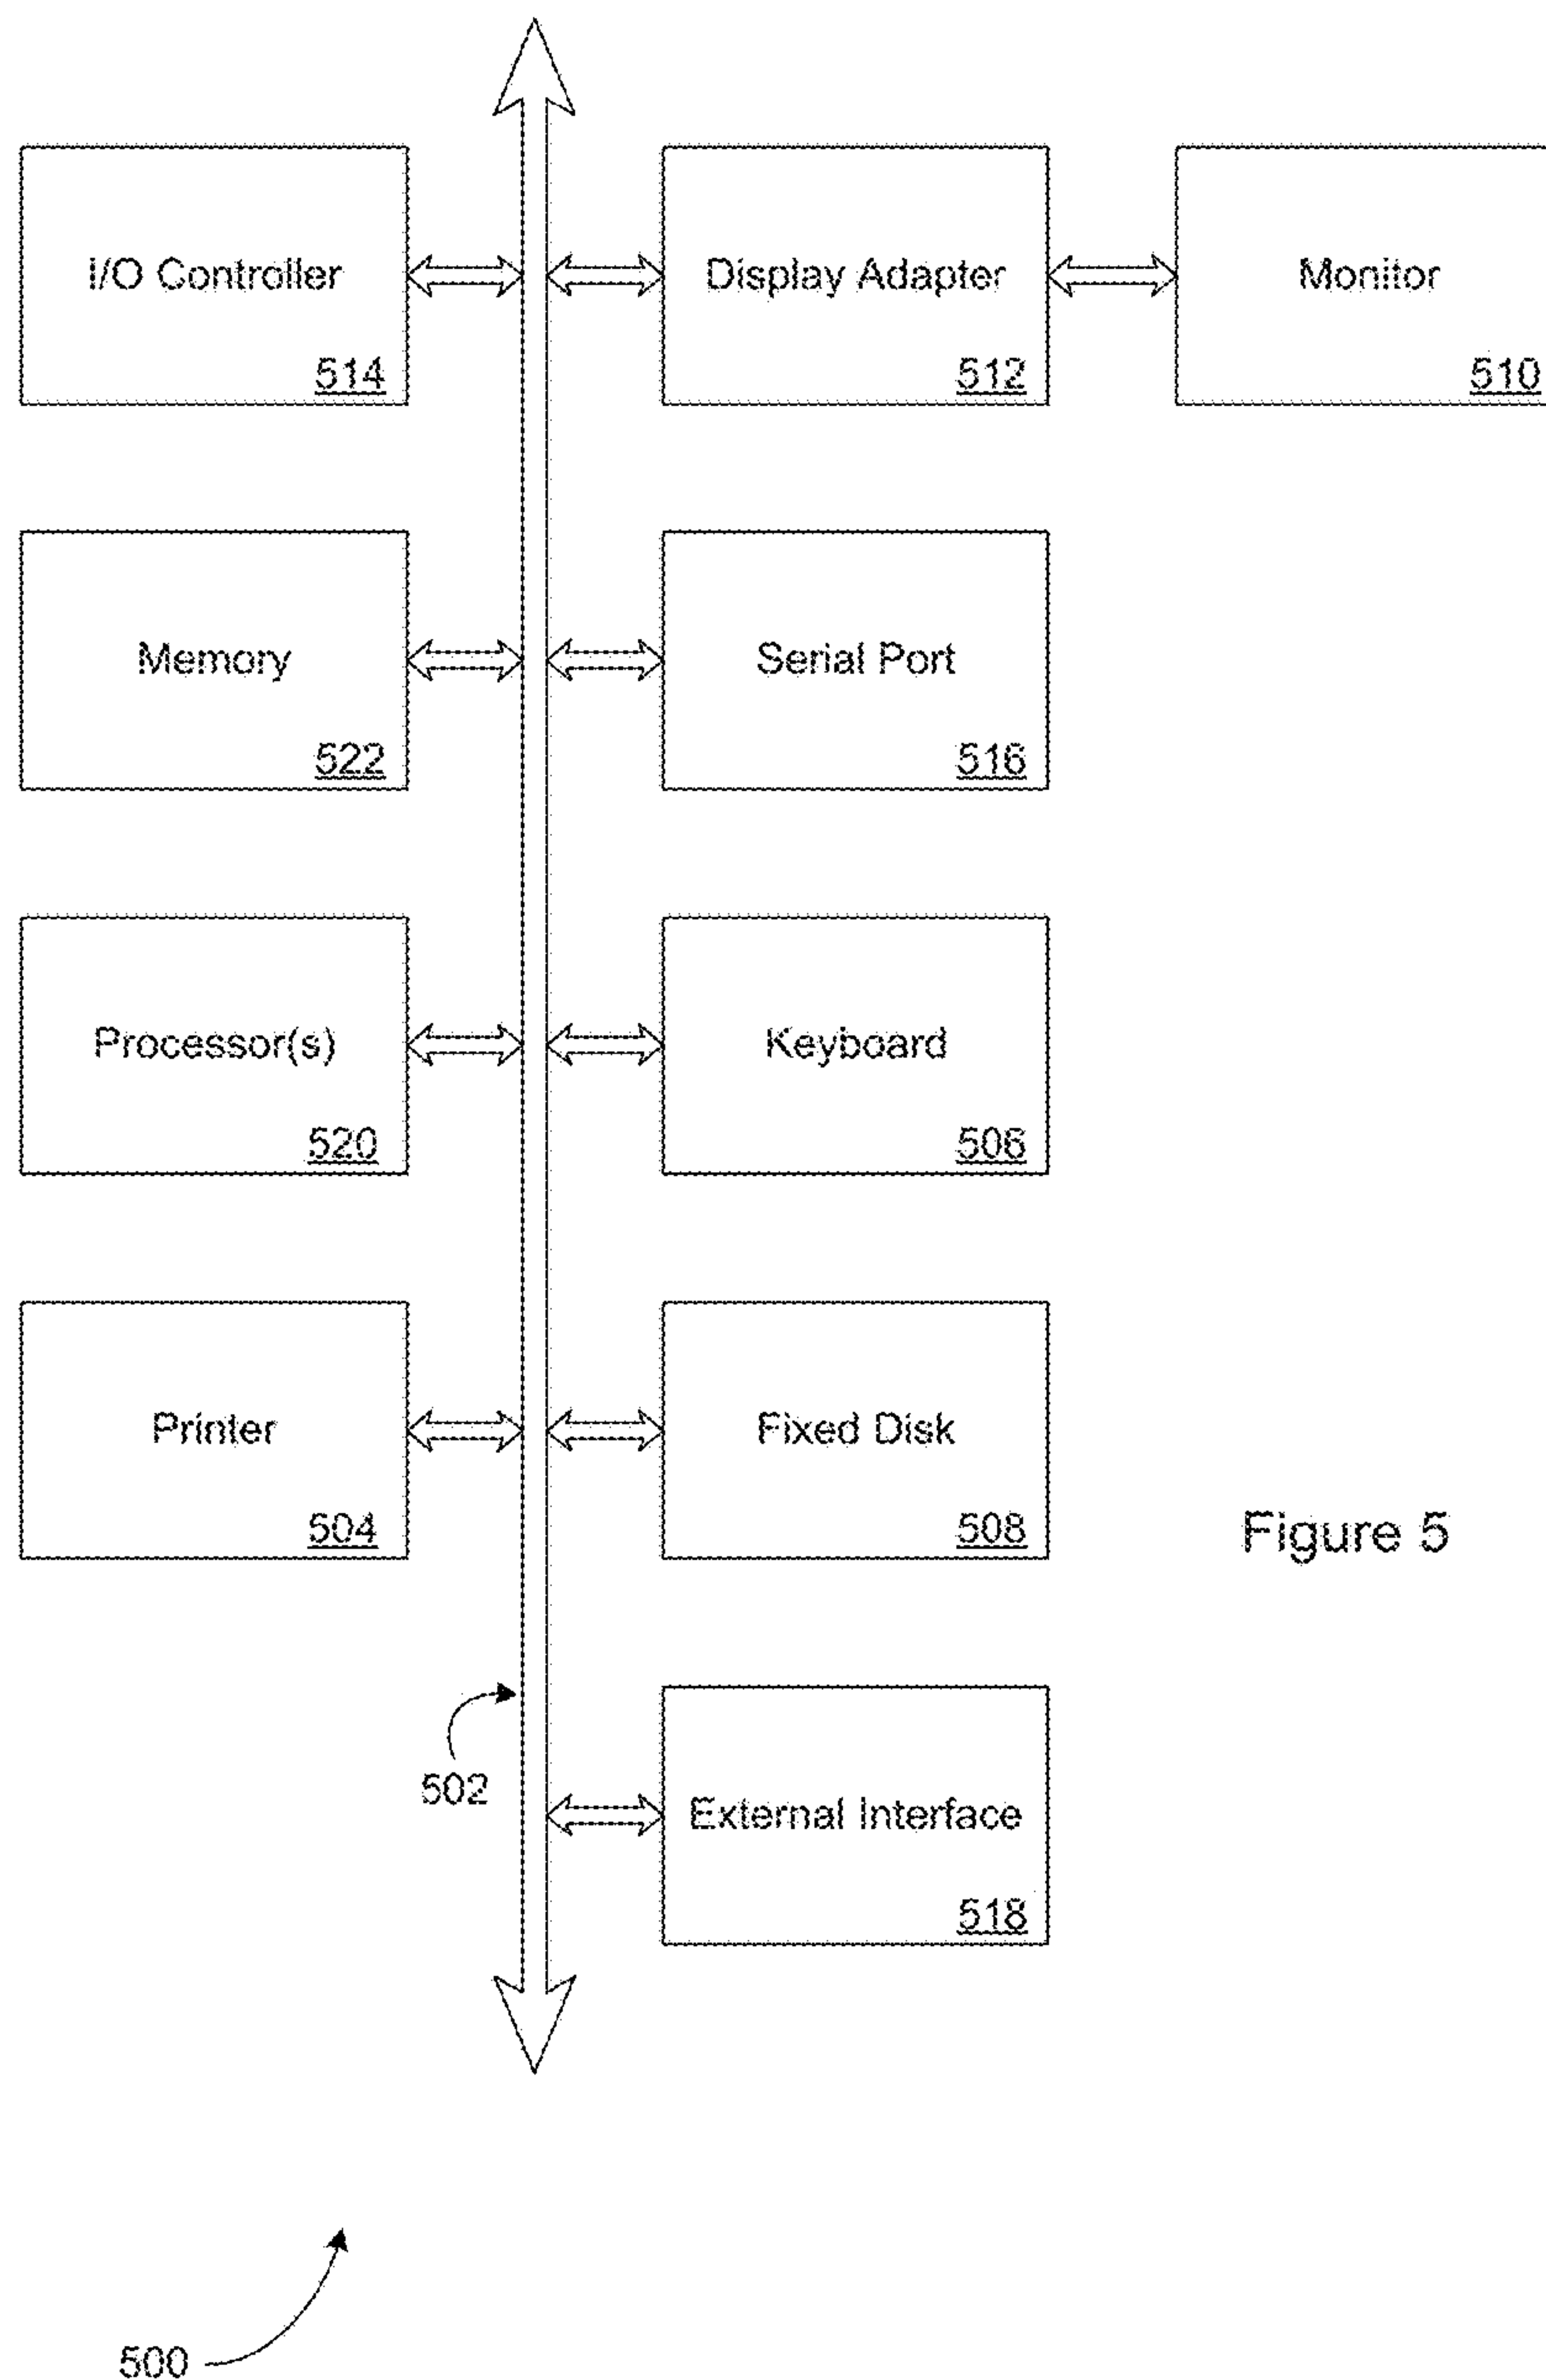 I/O Controller
514
Display Adapter
512
Monitor
510
Memory
522
Serial Port
516
Processor(s)
520
Keyboard
506
Printer
504
Fixed Disk
508
Figure 5
502
External Interface
518
500